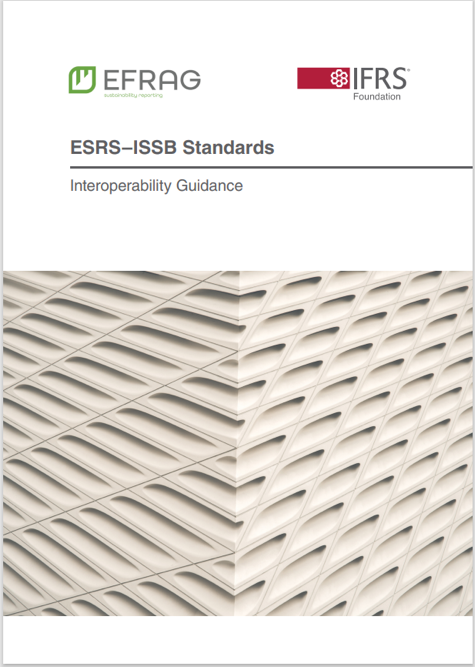 EFRAG
sustainability reporting
IFRS®
Foundation
ESRS–ISSB Standards
Interoperability Guidance